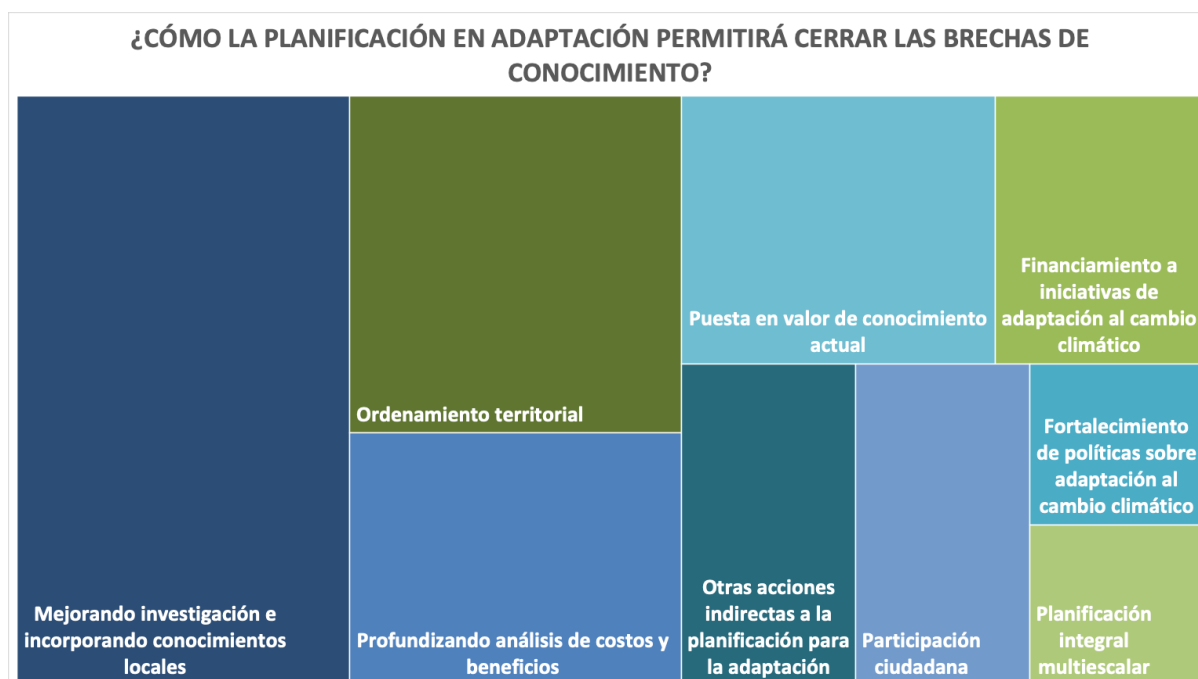 ¿CÓMO LA PLANIFICACIÓN EN ADAPTACIÓN PERMITIRÁ CERRAR LAS BRECHAS DE
CONOCIMIENTO?
Mejorando investigación e
incorporando conocimientos
locales
Ordenamiento territorial
Profundizando análisis de costos y
beneficios
Puesta en valor de conocimiento
actual
Financiamiento a
iniciativas de
adaptación al cambio
climático
Otras acciones
indirectas a la
planificación para
la adaptación
Participación
ciudadana
Fortalecimiento
de políticas sobre
adaptación al
cambio climático
Planificación
integral
multiescalar